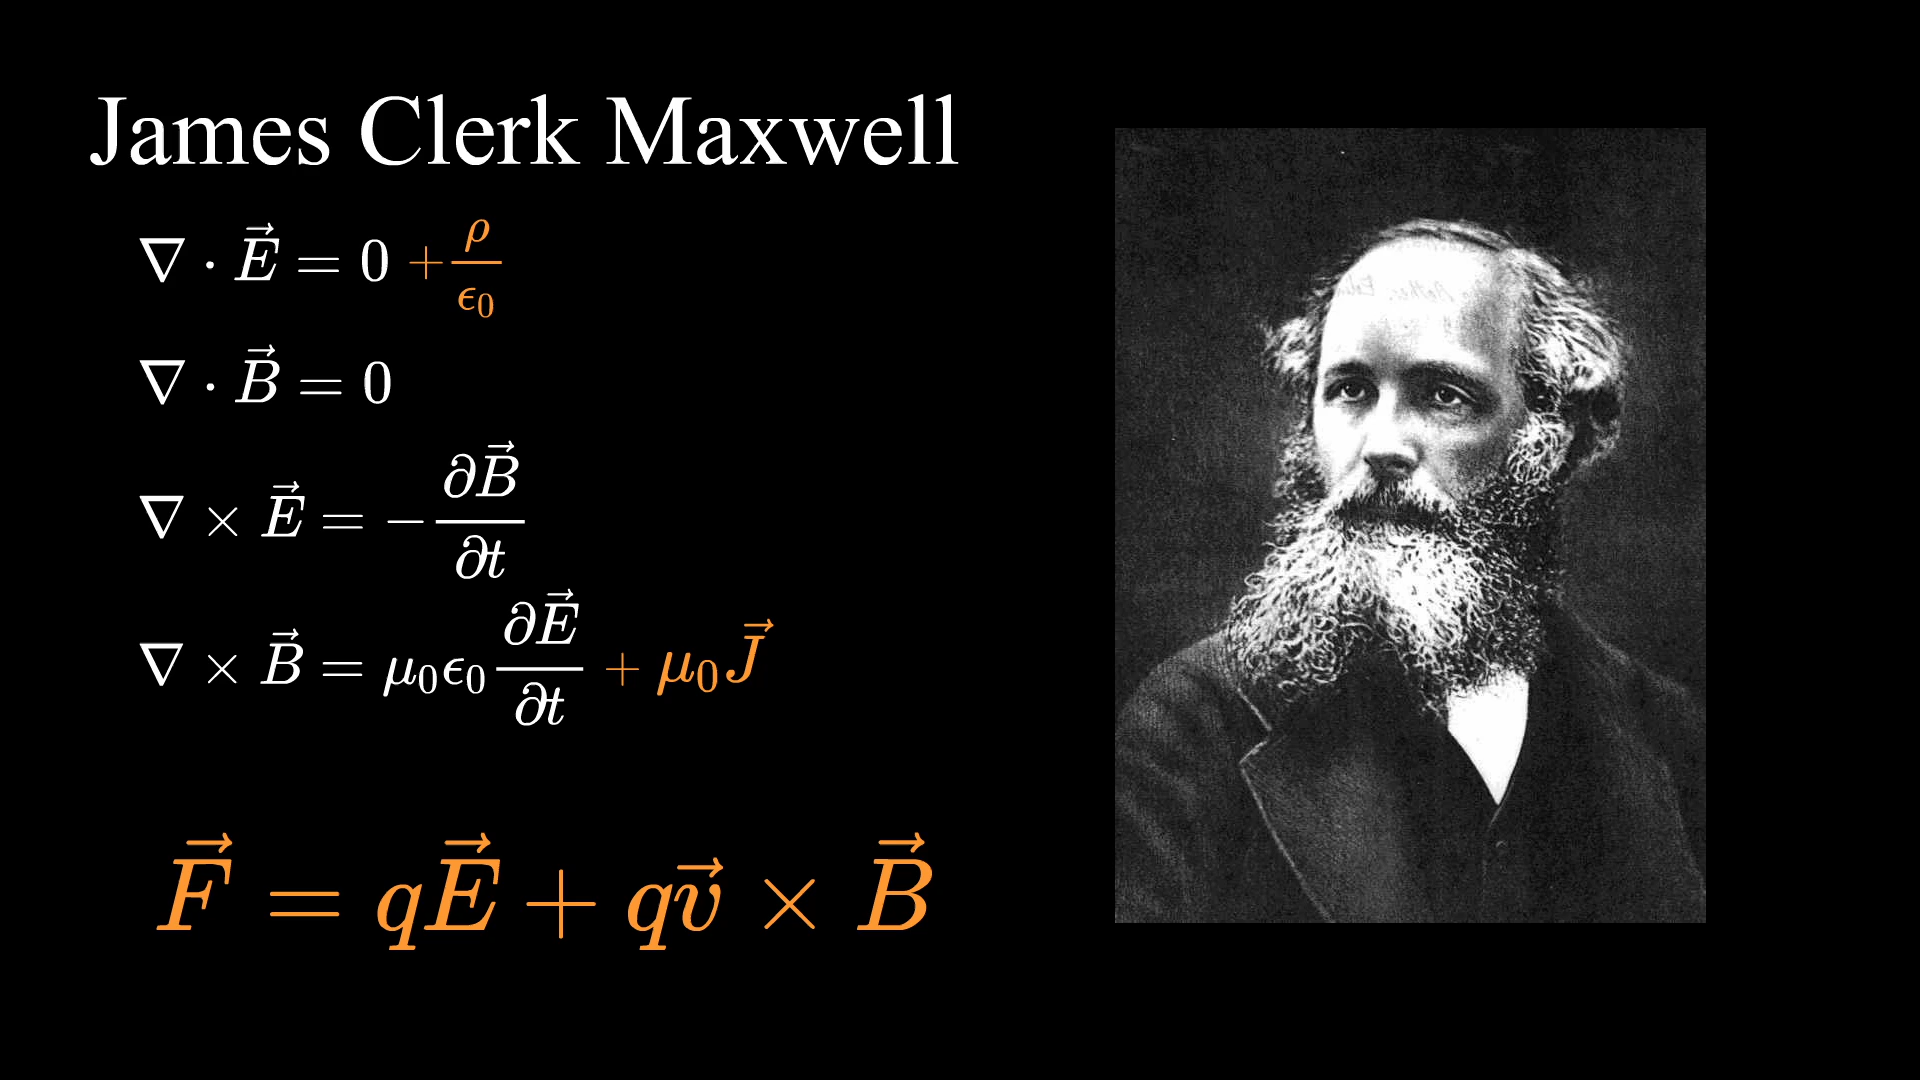 James Clerk Maxwell
∇ · E⃗ = 0 + ρ/ϵ₀
∇ · B⃗ = 0
∇ × E⃗ = −∂B⃗/∂t
∇ × B⃗ = μ₀ϵ₀ ∂E⃗/∂t + μ₀J⃗
F⃗ = qE⃗ + qv⃗ × B⃗